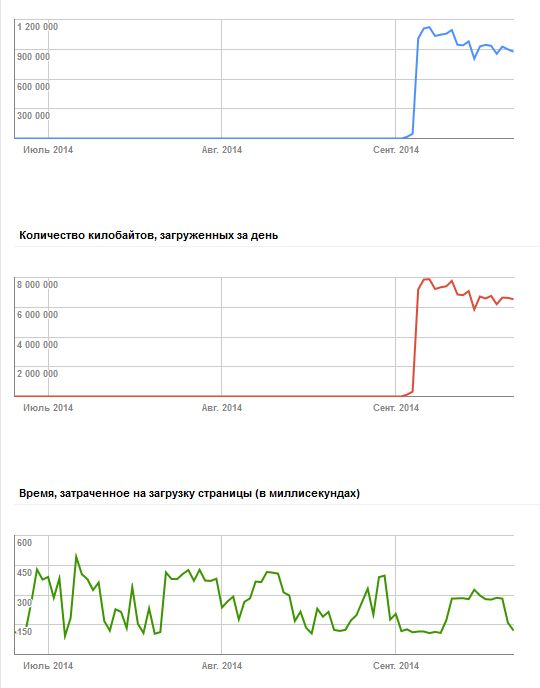 1 200 000
900 000
600 000
300 000
Июль 2014 Авг. 2014 Сент. 2014
Количество килобайтов, загруженных за день
8 000 000
6 000 000
4 000 000
2 000 000
Июль 2014 Авг. 2014 Сент. 2014
Время, затраченное на загрузку страницы (в миллисекундах)
600
450
300
150
Июль 2014 Авг. 2014 Сент. 2014